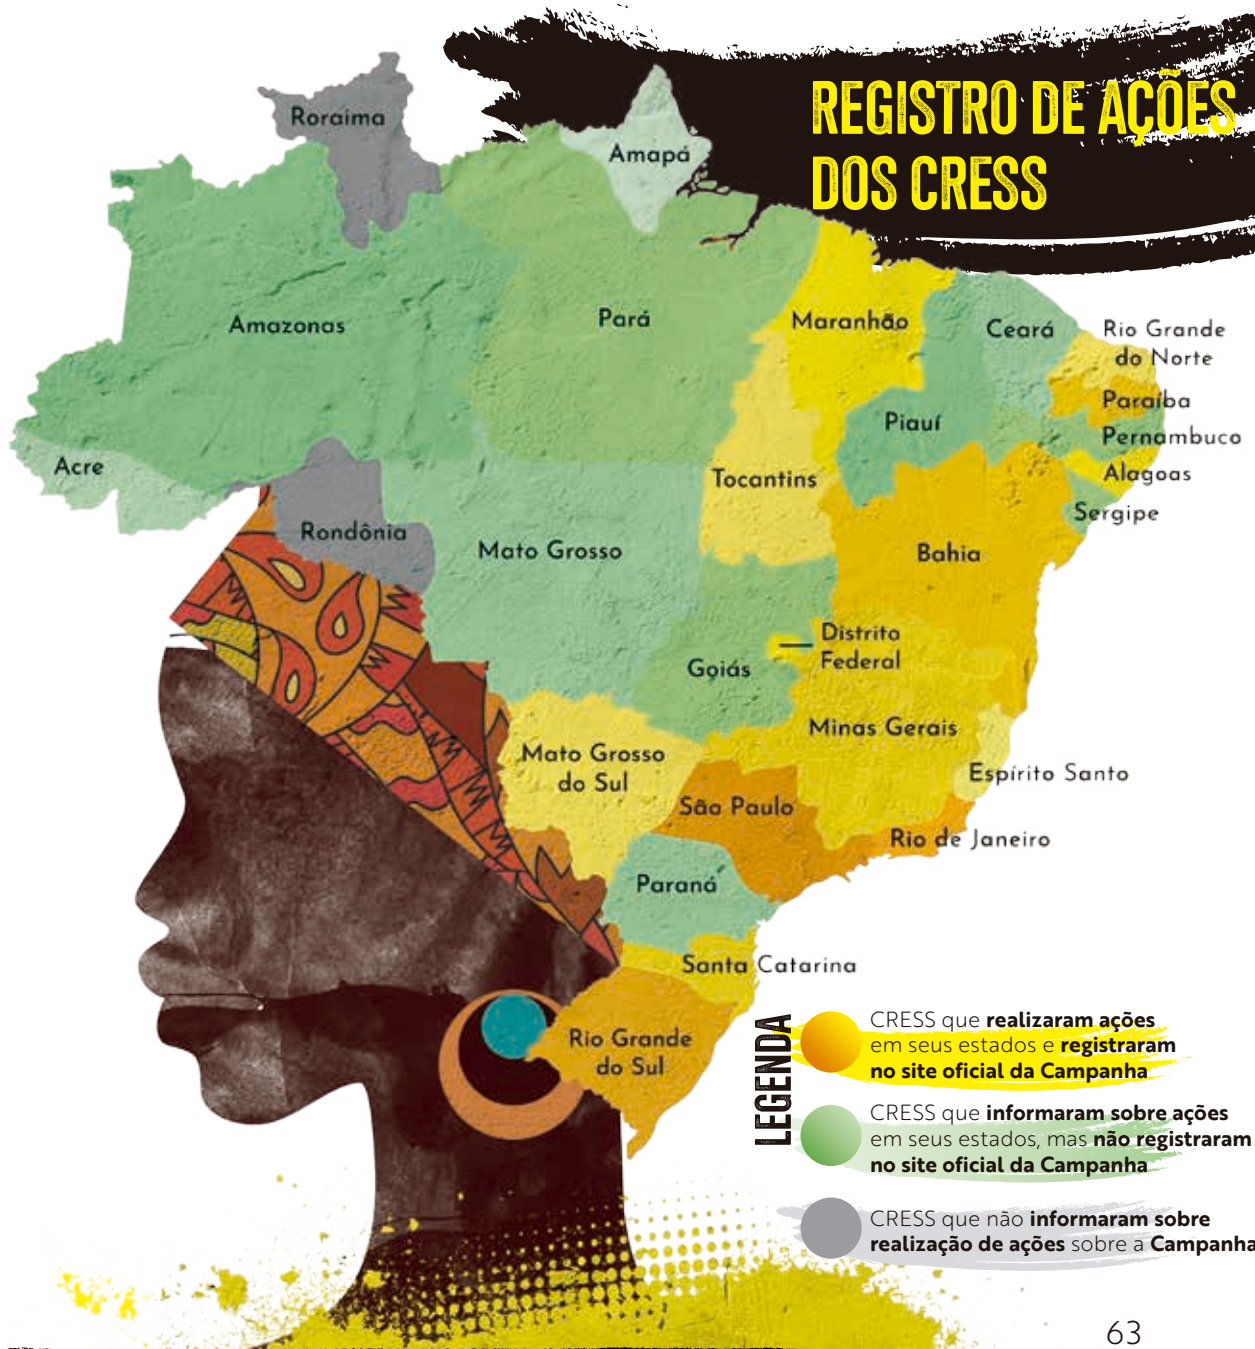 REGISTRO DE AÇÕES
DOS CRESS
Roraima
Amapá
Amazonas
Pará
Maranhão
Ceará
Rio Grande
do Norte
Paraíba
Piauí
Pernambuco
Acre
Tocantins
Alagoas
Sergipe
Rondônia
Mato Grosso
Bahia
Distrito
Federal
Goiás
Minas Gerais
Mato Grosso
do Sul
Espírito Santo
São Paulo
Rio de Janeiro
Paraná
Santa Catarina
Rio Grande
do Sul
LEGENDA
CRESS que realizaram ações
em seus estados e registraram
no site oficial da Campanha
CRESS que informaram sobre ações
em seus estados, mas não registraram
no site oficial da Campanha
CRESS que não informaram sobre
realização de ações sobre a Campanha
63